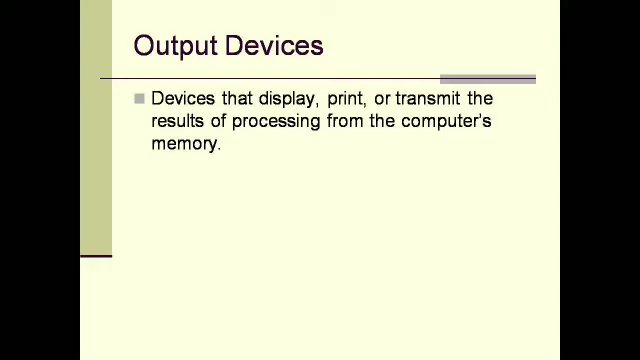 Output Devices
Devices that display, print, or transmit the
results of processing from the computer's
memory.